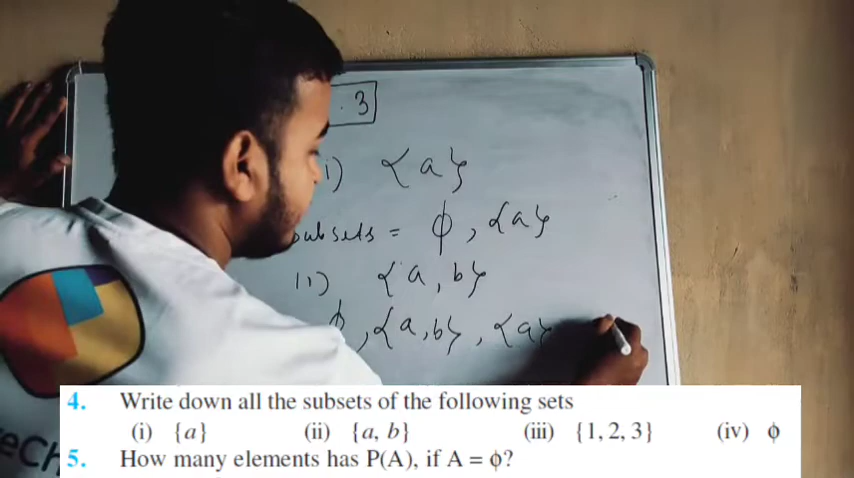 . 3
i) {a}
subsets = ϕ, {a}
ii) {a, b}
ϕ, {a,b}, {a}
eCh
4. Write down all the subsets of the following sets
(i) {a} (ii) {a, b} (iii) {1, 2, 3} (iv) ϕ
5. How many elements has P(A), if A = ϕ?